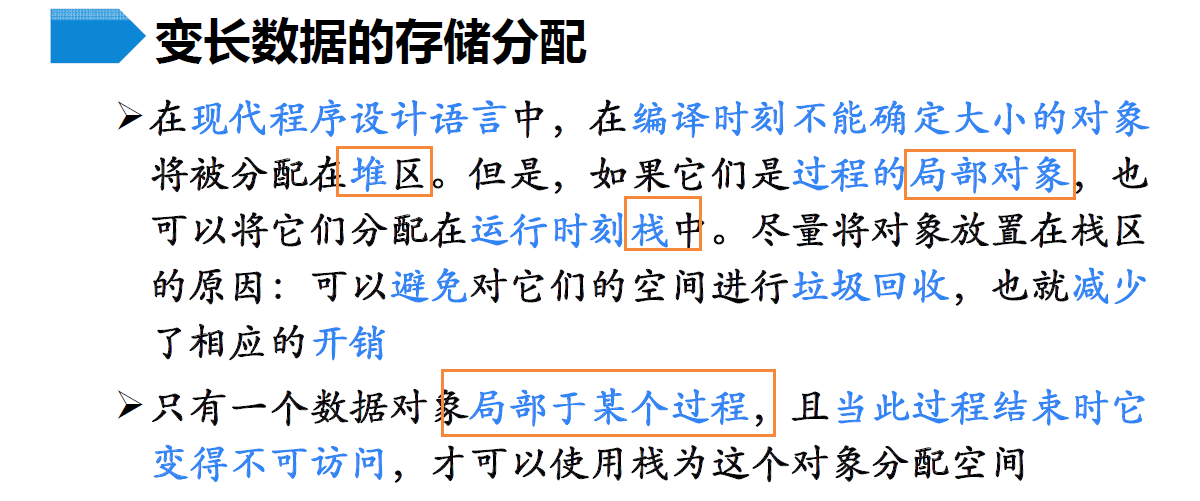 变长数据的存储分配
➢在现代程序设计语言中，在编译时刻不能确定大小的对象
将被分配在堆区。但是，如果它们是过程的局部对象，也
可以将它们分配在运行时刻栈中。尽量将对象放置在栈区
的原因：可以避免对它们的空间进行垃圾回收，也就减少
了相应的开销
➢只有一个数据对象局部于某个过程，且当此过程结束时它
变得不可访问，才可以使用栈为这个对象分配空间